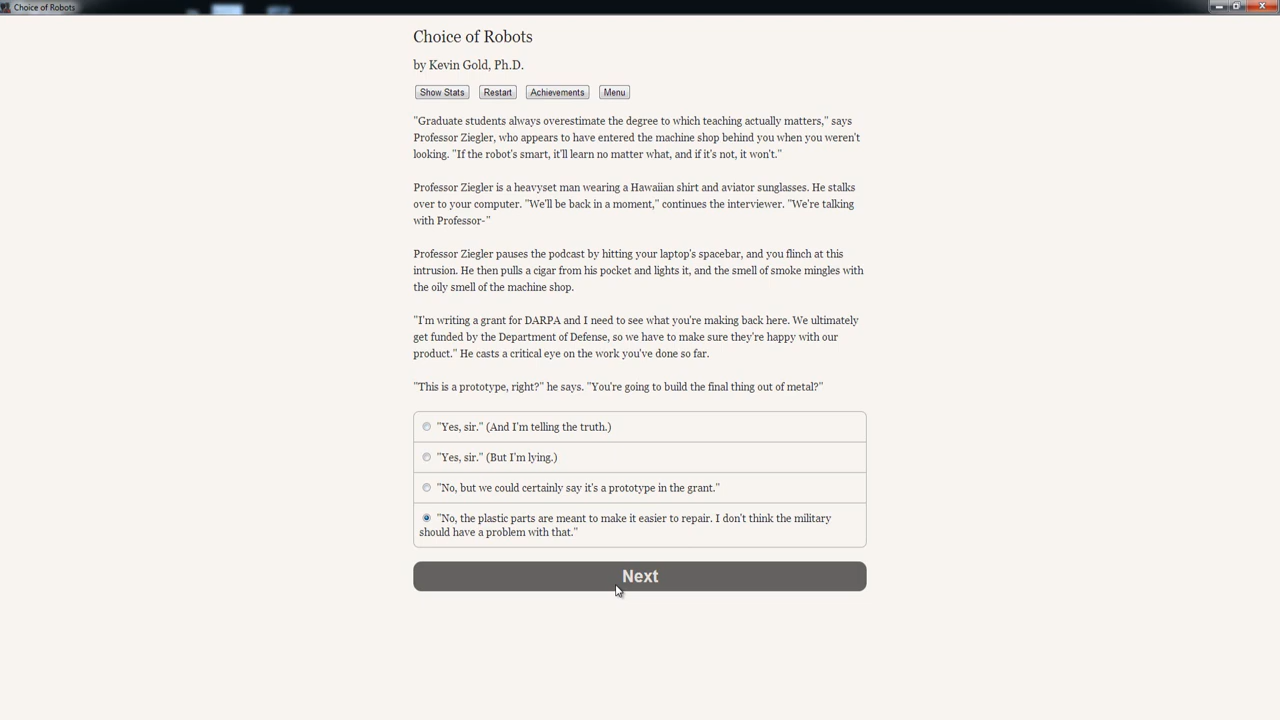 Choice of Robots
Choice of Robots
by Kevin Gold, Ph.D.
Show Stats Restart Achievements Menu
"Graduate students always overestimate the degree to which teaching actually matters," says
Professor Ziegler, who appears to have entered the machine shop behind you when you weren't
looking. "If the robot's smart, it'll learn no matter what, and if it's not, it won't."
Professor Ziegler is a heavyset man wearing a Hawaiian shirt and aviator sunglasses. He stalks
over to your computer. "We'll be back in a moment," continues the interviewer. "We're talking
with Professor-"
Professor Ziegler pauses the podcast by hitting your laptop's spacebar, and you flinch at this
intrusion. He then pulls a cigar from his pocket and lights it, and the smell of smoke mingles with
the oily smell of the machine shop.
"I'm writing a grant for DARPA and I need to see what you're making back here. We ultimately
get funded by the Department of Defense, so we have to make sure they're happy with our
product." He casts a critical eye on the work you've done so far.
"This is a prototype, right?" he says. "You're going to build the final thing out of metal?"
"Yes, sir." (And I'm telling the truth.)
"Yes, sir." (But I'm lying.)
"No, but we could certainly say it's a prototype in the grant."
"No, the plastic parts are meant to make it easier to repair. I don't think the military
should have a problem with that."
Next